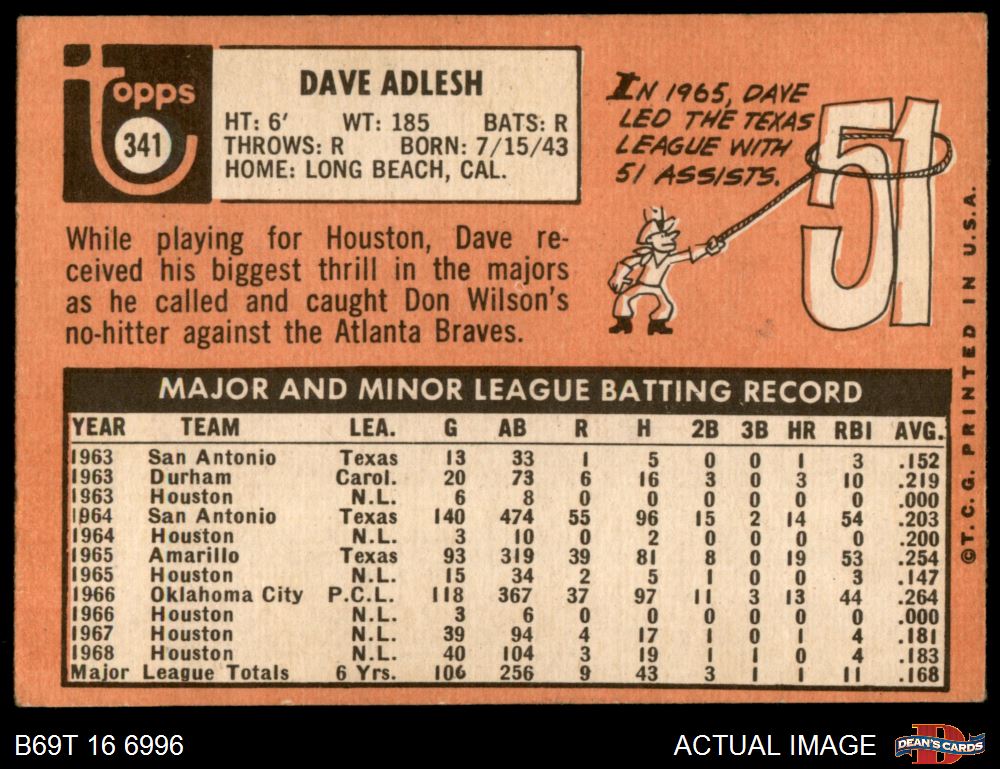 Topps
341
DAVE ADLESH
HT: 6' WT: 185 BATS: R
THROWS: R BORN: 7/15/43
HOME: LONG BEACH, CAL.
While playing for Houston, Dave re-
ceived his biggest thrill in the majors
as he called and caught Don Wilson's
no-hitter against the Atlanta Braves.
IN 1965, DAVE
LED THE TEXAS
LEAGUE WITH
51 ASSISTS.
51
MAJOR AND MINOR LEAGUE BATTING RECORD
YEAR TEAM LEA. G AB R H 2B 3B HR RBI AVG.
1963 San Antonio Texas 13 33 1 5 0 0 1 3 .152
1963 Durham Carol. 20 73 6 16 3 0 3 10 .219
1963 Houston N.L. 6 8 0 0 0 0 0 0 .000
1964 San Antonio Texas 140 474 55 96 15 2 14 54 .203
1964 Houston N.L. 3 10 0 2 0 0 0 0 .200
1965 Amarillo Texas 93 319 39 81 8 0 19 53 .254
1965 Houston N.L. 15 34 2 5 1 0 0 3 .147
1966 Oklahoma City P.C.L. 118 367 37 97 11 3 13 44 .264
1966 Houston N.L. 3 6 0 0 0 0 0 0 .000
1967 Houston N.L. 39 94 4 17 1 0 1 4 .181
1968 Houston N.L. 40 104 3 19 1 1 0 4 .183
Major League Totals 6 Yrs. 106 256 9 43 3 1 1 11 .168
©T.C.G. PRINTED IN U.S.A.
B69T 16 6996
ACTUAL IMAGE
D
DEAN'S CARDS